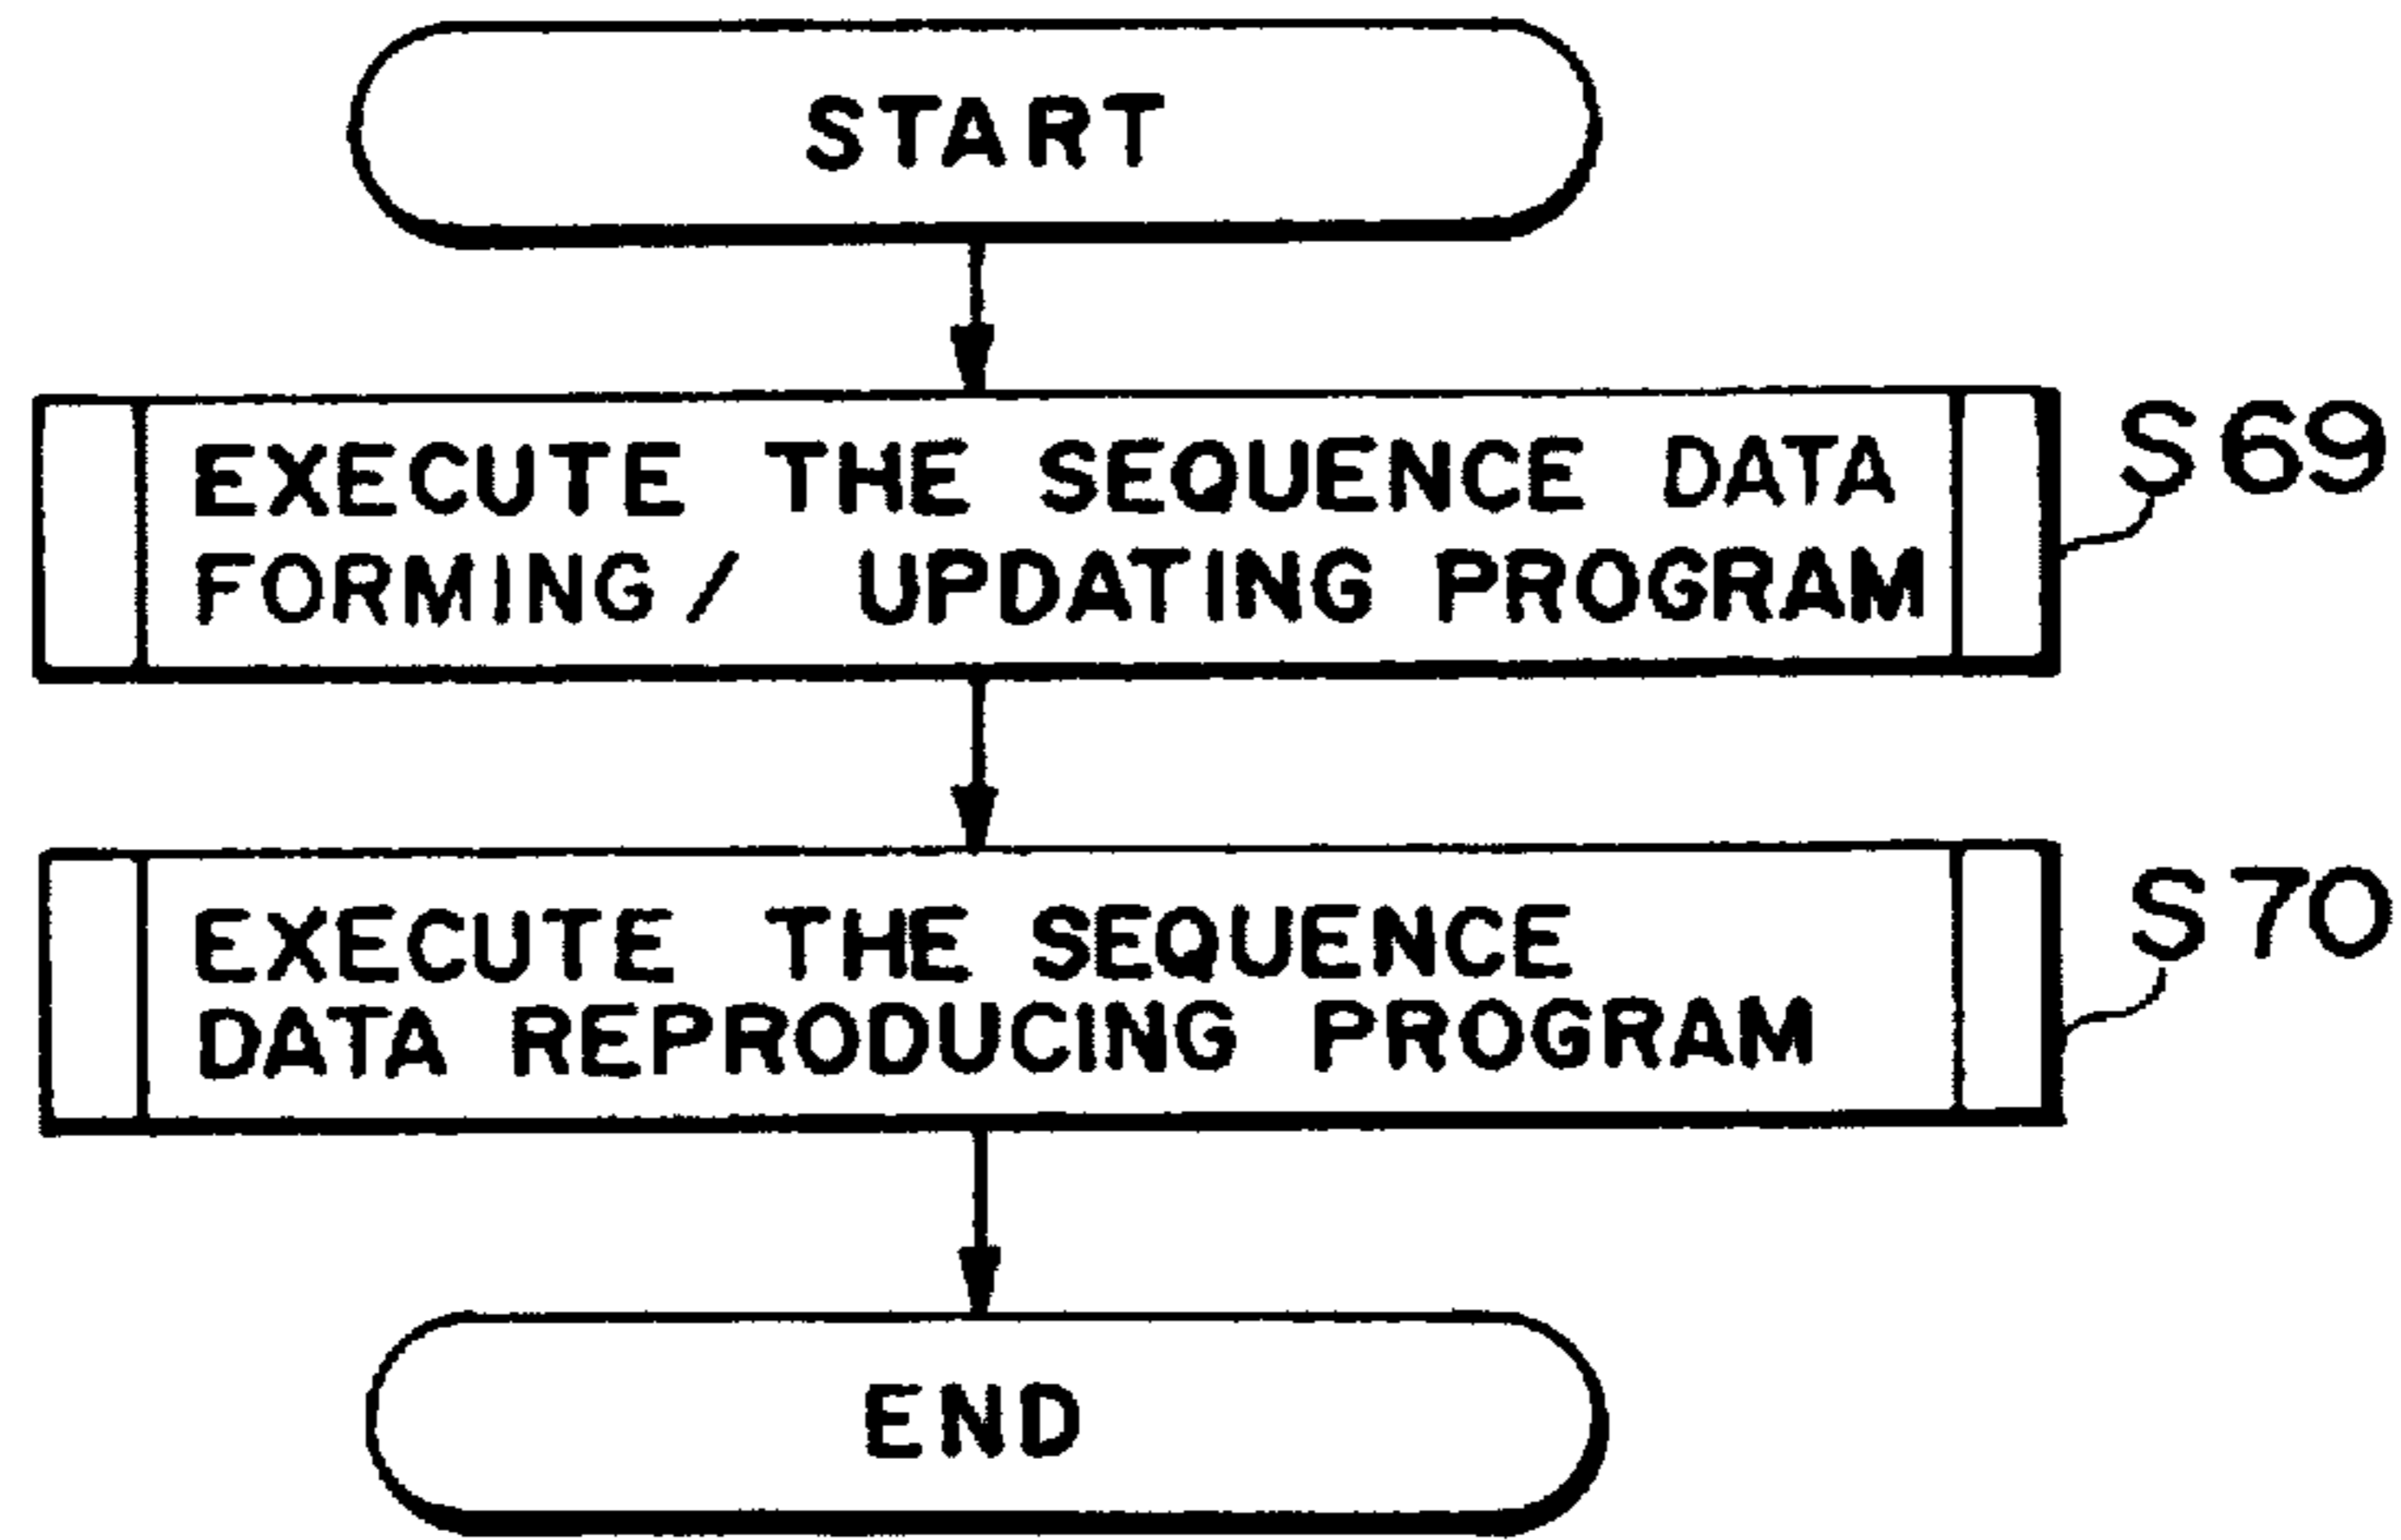 START
EXECUTE THE SEQUENCE DATA
FORMING/ UPDATING PROGRAM
S69
EXECUTE THE SEQUENCE
DATA REPRODUCING PROGRAM
S70
END